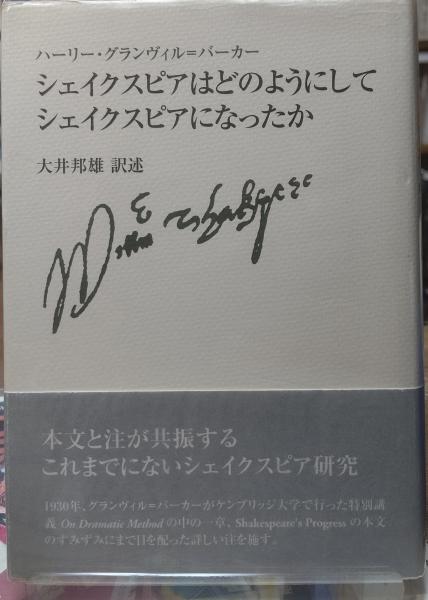 ハーリー・グランヴィル=バーカー
シェイクスピアはどのようにして
シェイクスピアになったか
大井邦雄 訳述
本文と注が共振する
これまでにないシェイクスピア研究
1930年、グランヴィル=バーカーがケンブリッジ大学で行った特別講
義 On Dramatic Method の中の一章、Shakespeare's Progress の本文
のすみずみにまで目を配った詳しい注を施す。